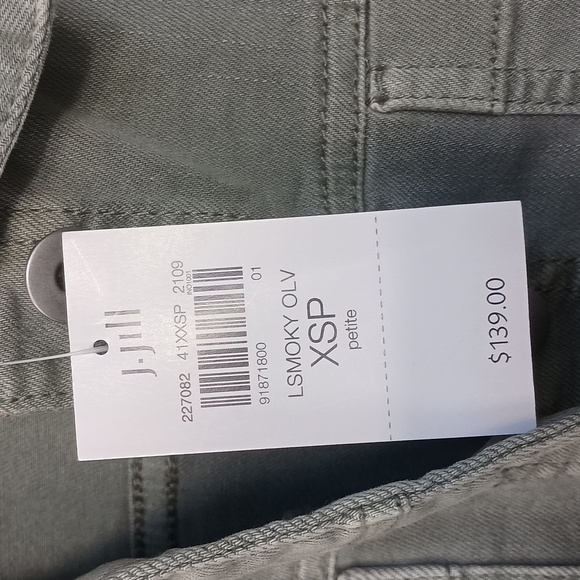 J.Jill
227082 41XXSP 2109
91871800 01
LSMOKY OLV
XSP
petite
$139.00